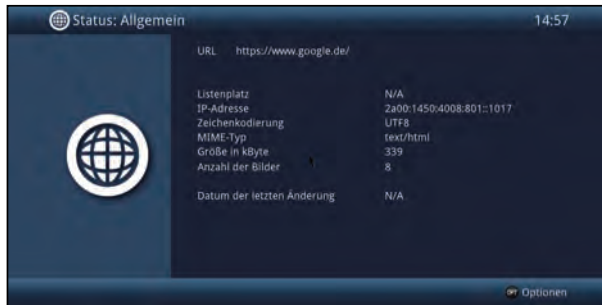 Status: Allgemein 14:57
URL https://www.google.de/
Listenplatz N/A
IP-Adresse 2a00:1450:4008:801::1017
Zeichenkodierung UTF8
MIME-Typ text/html
Größe in kByte 339
Anzahl der Bilder 8
Datum der letzten Änderung N/A
OPT Optionen